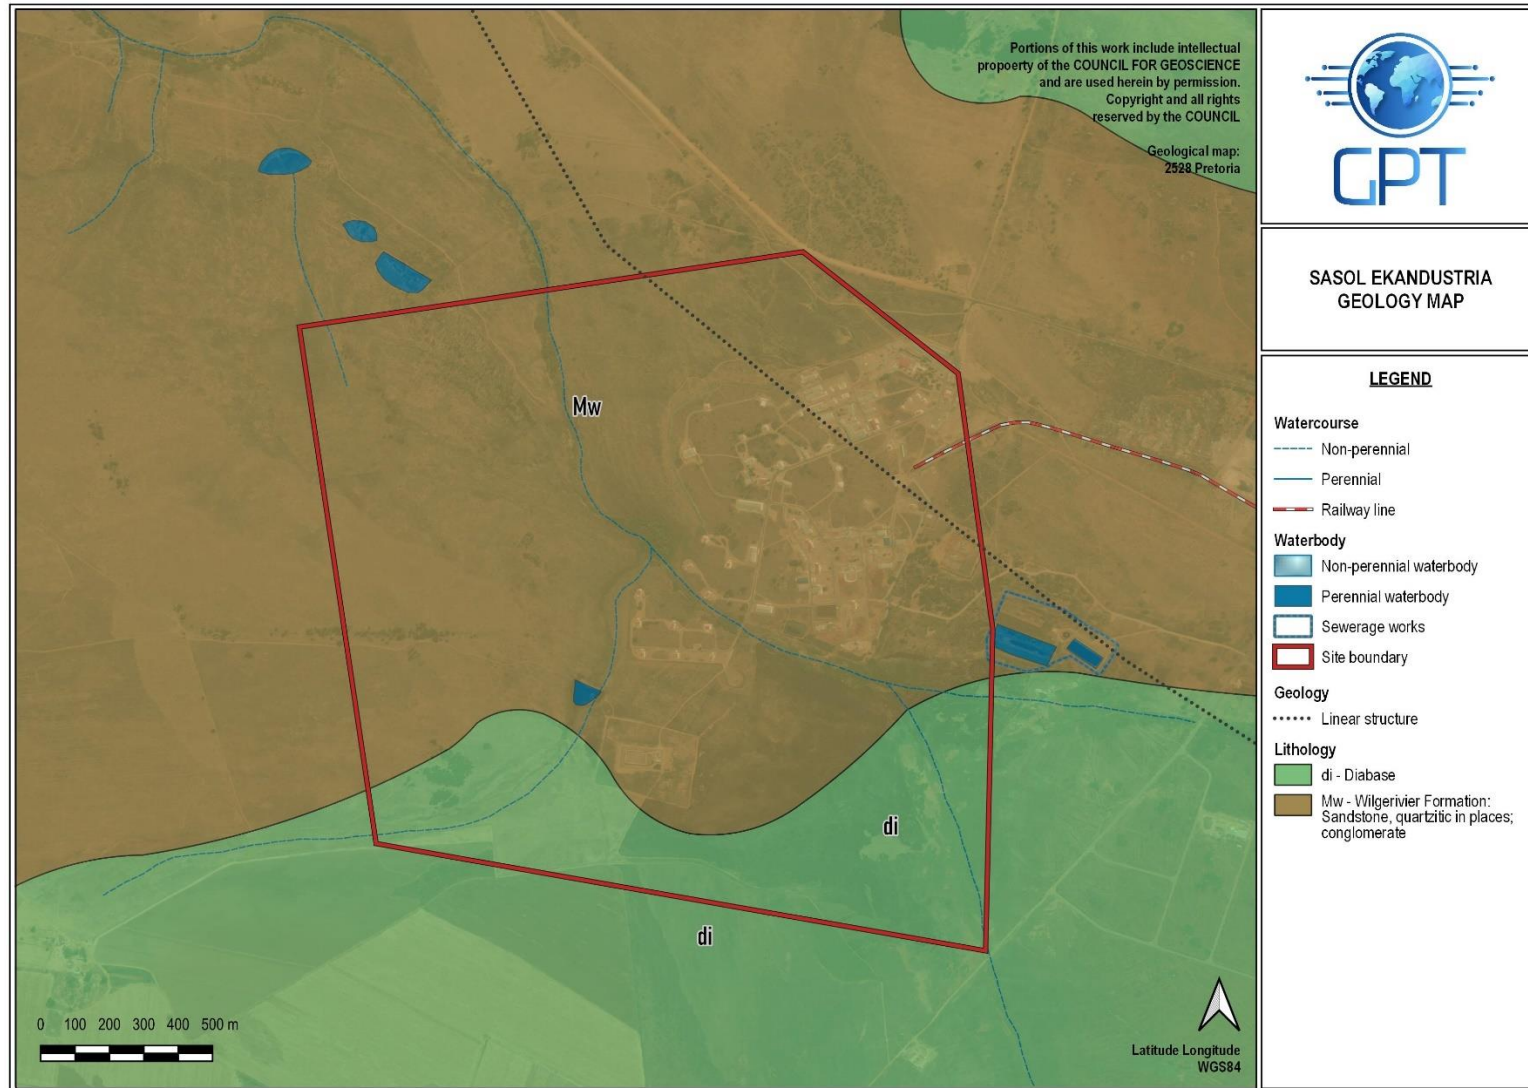 Portions of this work include intellectual
propoerty of the COUNCIL FOR GEOSCIENCE
and are used herein by permission.
Copyright and all rights
reserved by the COUNCIL
Geological map:
2528 Pretoria
Mw
di
di
0 100 200 300 400 500 m
Latitude Longitude
WGS84
GPT
SASOL EKANDUSTRIA
GEOLOGY MAP
LEGEND
Watercourse
Non-perennial
Perennial
Railway line
Waterbody
Non-perennial waterbody
Perennial waterbody
Sewerage works
Site boundary
Geology
Linear structure
Lithology
di - Diabase
Mw - Wilgerivier Formation:
Sandstone, quartzitic in places;
conglomerate